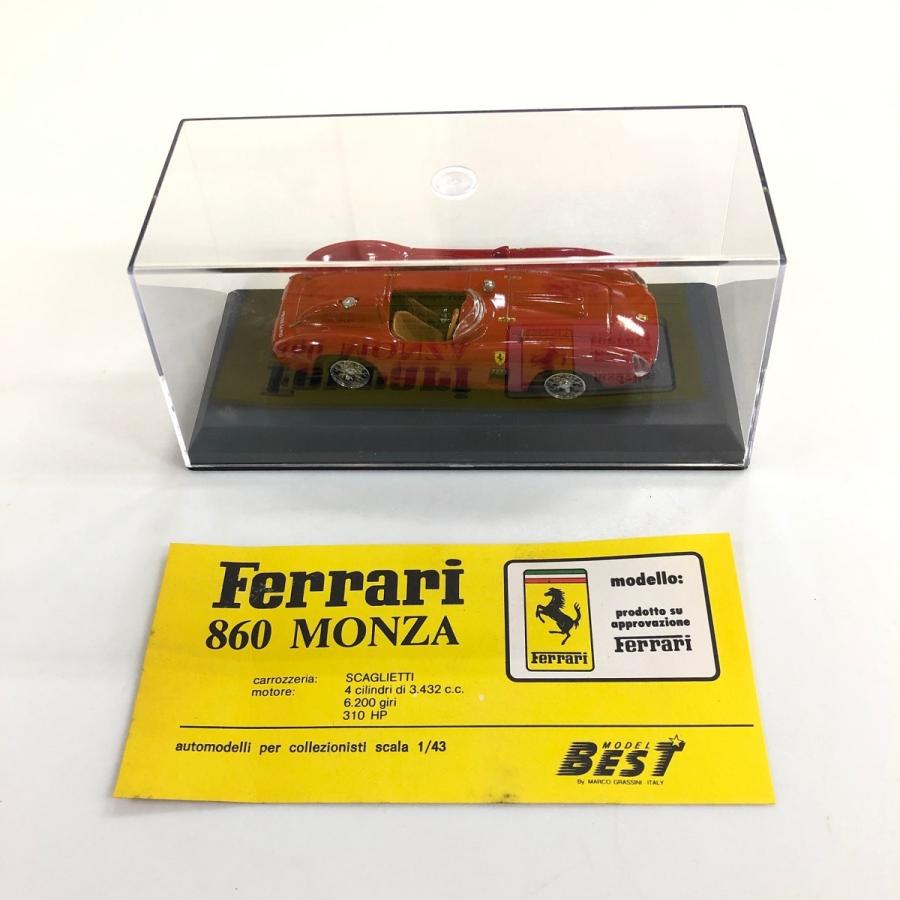 Ferrari
860 MONZA
carrozzeria: SCAGLIETTI
motore: 4 cilindri di 3.432 c.c.
6.200 giri
310 HP
automodelli per collezionisti scala 1/43
Ferrari
modello:
prodotto su
approvazione
Ferrari
MODEL
BEST
By MARCO GRASSINI ITALY